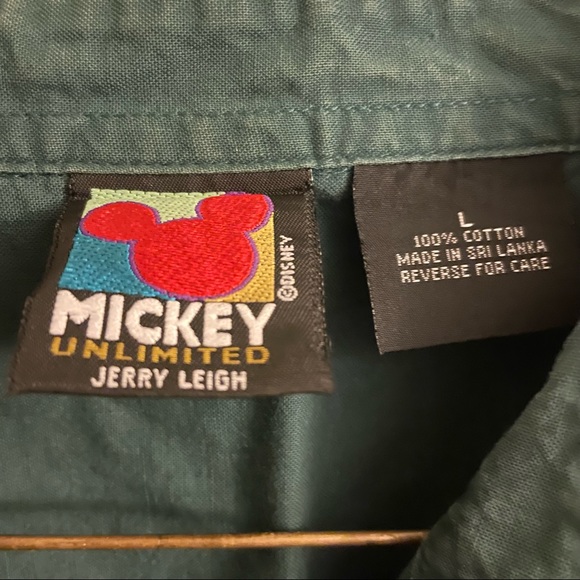 ©DISNEY
MICKEY
UNLIMITED
JERRY LEIGH
L
100% COTTON
MADE IN SRI LANKA
REVERSE FOR CARE